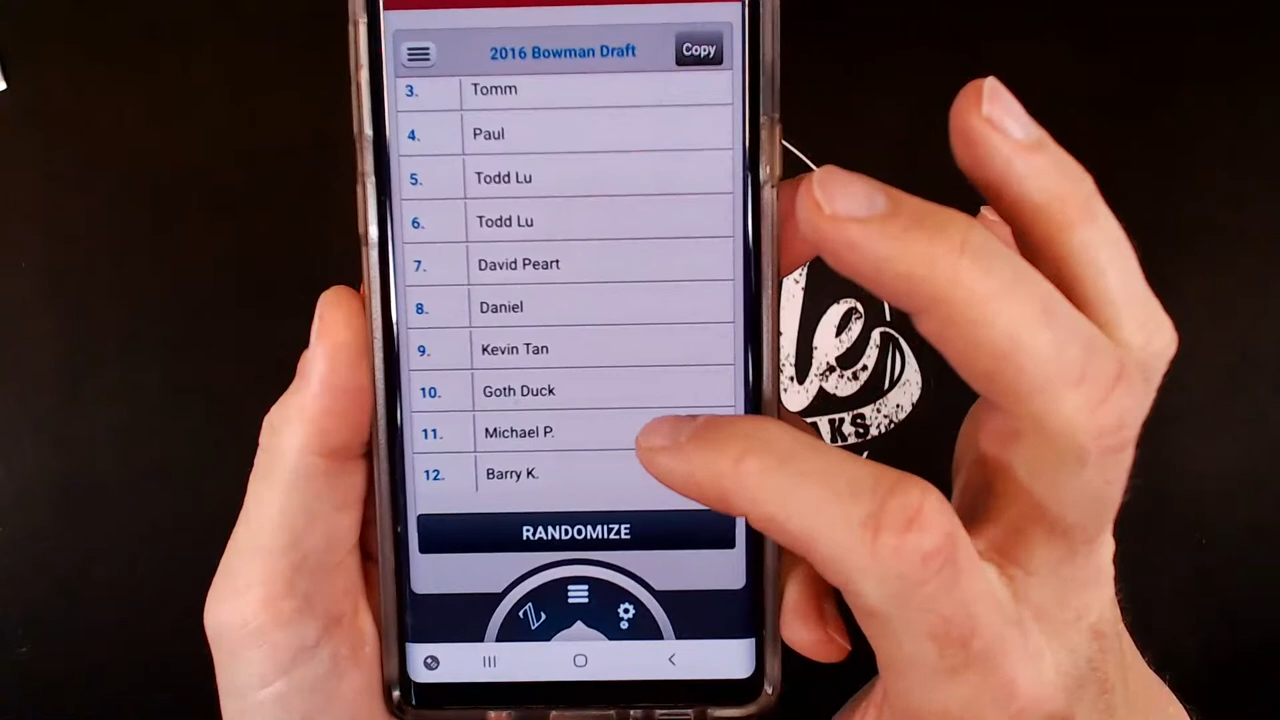 2016 Bowman Draft
Copy
3. Tomm
4. Paul
5. Todd Lu
6. Todd Lu
7. David Peart
8. Daniel
9. Kevin Tan
10. Goth Duck
11. Michael P.
12. Barry K.
RANDOMIZE